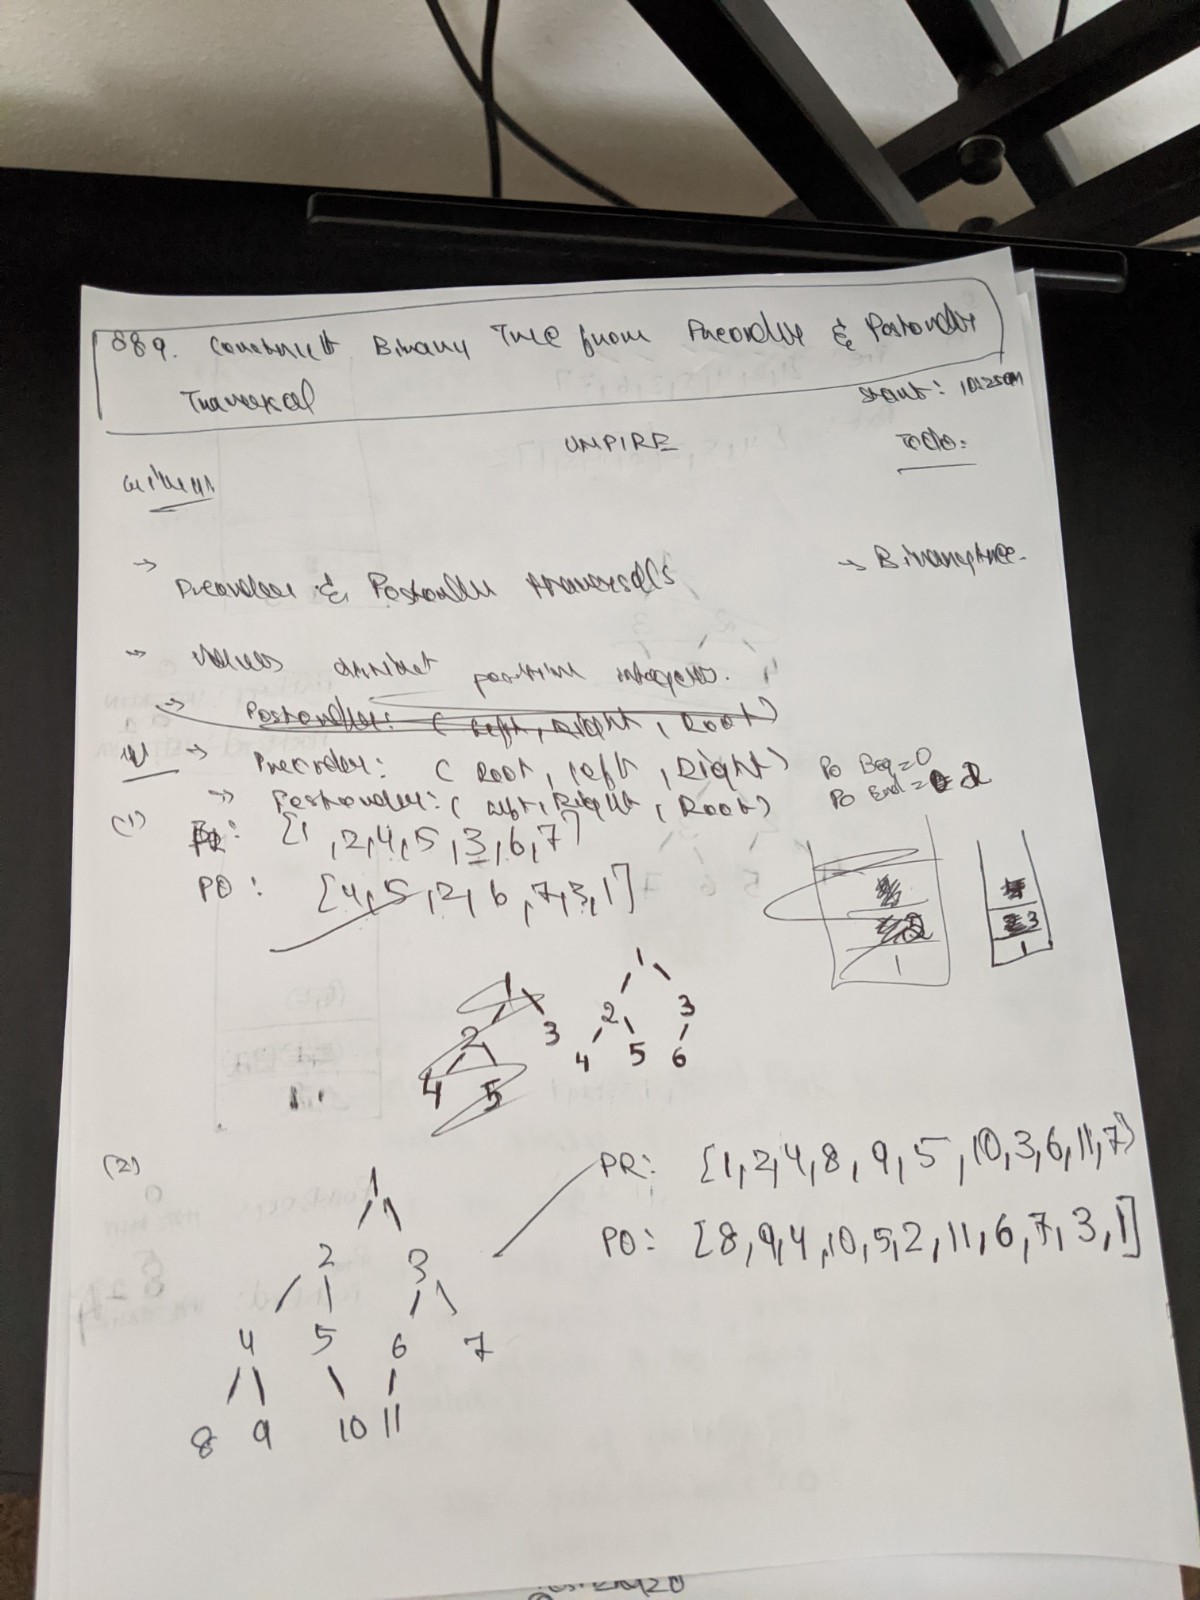 889. Construct Binary Tree from Preorder & Postorder
Traversal
Start: 10:25AM
UMPIRE
Todo:
Given:
→ Preorder & Postorder traversals
→ Binary tree.
→ Values distinct positive integers.
→ Postorder: (Left, Right, Root)
→ Preorder: (Root, left, Right)
Po Beg = 0
→ Postorder: (Left, Right, Root)
Po End =
(1)
PR: [1, 2, 4, 5, 3, 6, 7]
PO: [4, 5, 2, 6, 7, 3, 1]
3
1
1
1
2 3
4 5
1
2 3
4 5 6
(2)
PR: [1, 2, 4, 8, 9, 5, 10, 3, 6, 11, 7]
PO: [8, 9, 4, 10, 5, 2, 11, 6, 7, 3, 1]
1
2 3
4 5 6 7
8 9 10 11